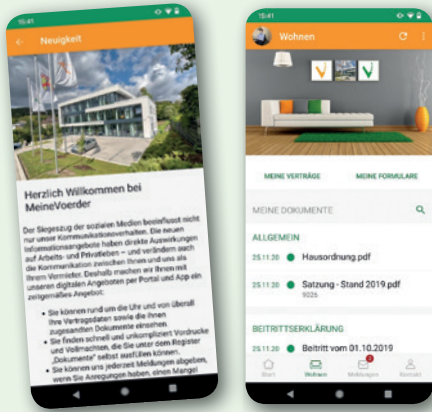 15:41
Neuigkeit
Herzlich Willkommen bei
MeineVoerder
Der Siegeszug der sozialen Medien beeinflusst nicht
nur unser Kommunikationsverhalten. Die neuen
Informationsangebote haben direkte Auswirkungen
auf Arbeits- und Privatleben – und verändern auch
die Kommunikation zwischen Ihnen und uns als
Ihrem Vermieter. Deshalb machen wir Ihnen mit
unseren digitalen Angeboten per Portal und App ein
zeitgemäßes Angebot:
• Sie können rund um die Uhr und von überall
Ihre Vertragsdaten sowie die Ihnen
zugesandten Dokumente einsehen.
• Sie finden schnell und unkompliziert Vordrucke
und Vollmachten, die Sie unter dem Register
„Dokumente" selbst ausfüllen können.
• Sie können uns jederzeit Meldungen abgeben,
wenn Sie Anregungen haben, einen Mangel
15:41
Wohnen
MEINE VERTRÄGE
MEINE FORMULARE
MEINE DOKUMENTE
ALLGEMEIN
25.11.20 Hausordnung.pdf
25.11.20 Satzung - Stand 2019.pdf
9026
BEITRITTSERKLÄRUNG
25.11.20 Beitritt vom 01.10.2019
Start Wohnen Meldungen Kontakt